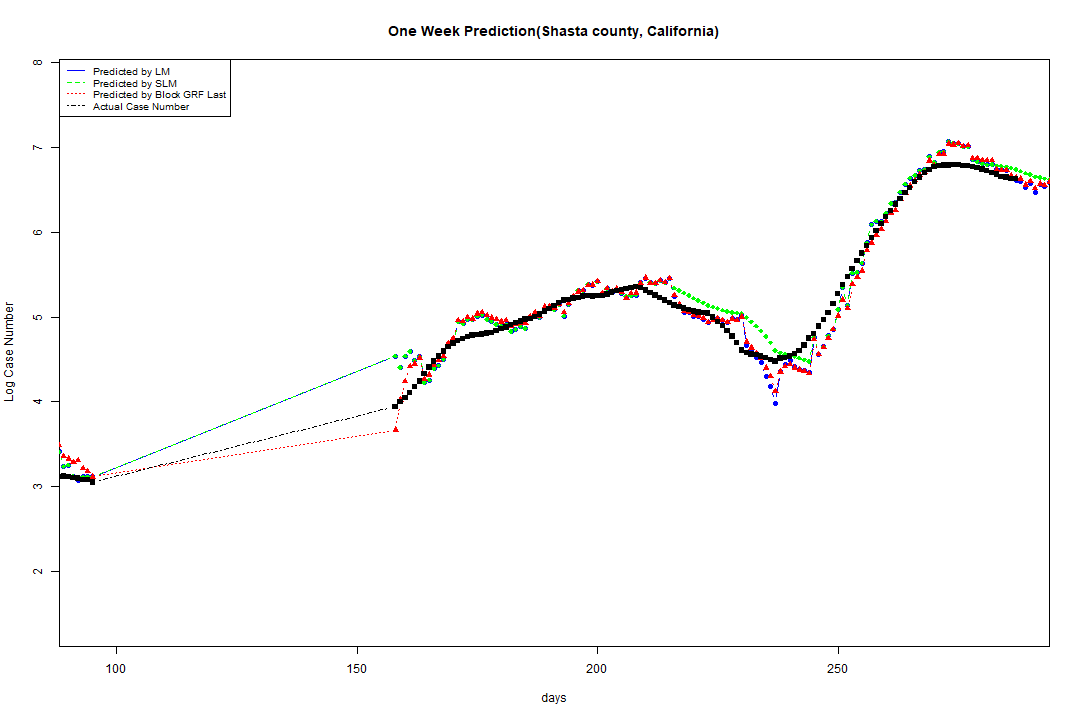 One Week Prediction(Shasta county, California)
Predicted by LM
Predicted by SLM
Predicted by Block GRF Last
Actual Case Number
8
7
6
5
4
3
2
Log Case Number
100 150 200 250
days